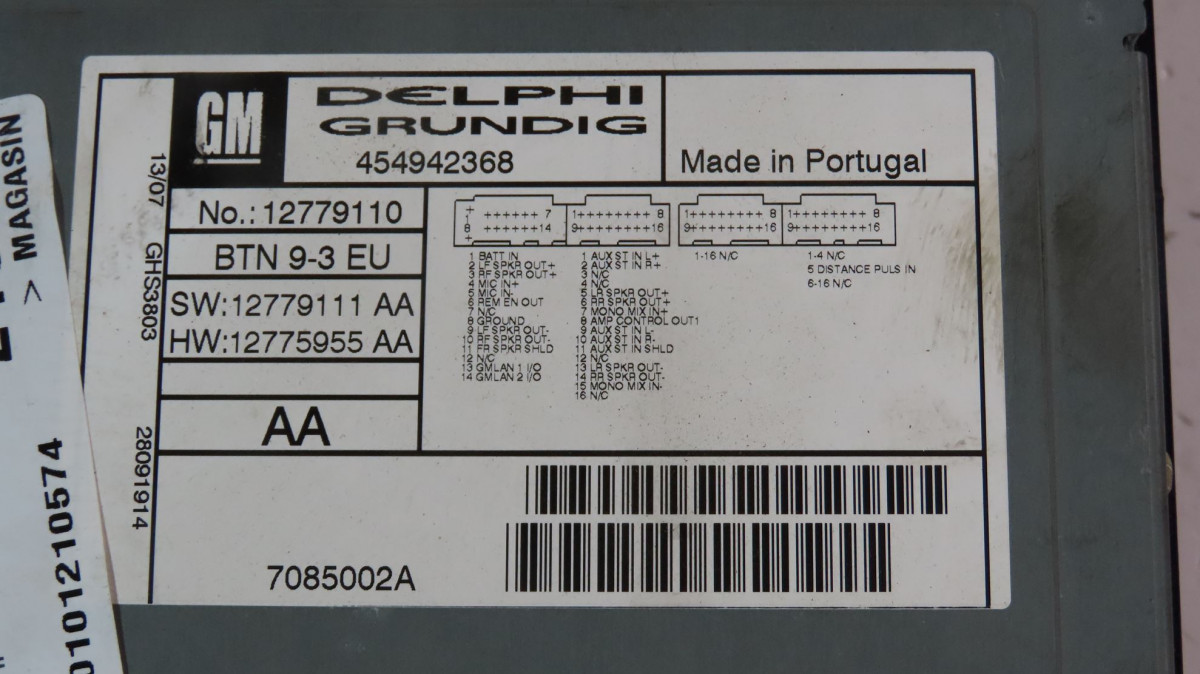 GM
DELPHI
GRUNDIG
454942368
Made in Portugal
No.:12779110
BTN 9-3 EU
SW:12779111 AA
HW:12775955 AA
AA
13/07 GHS3803 28091914
+ ++++++ 7
8 ++++++14
+
1++++++++ 8
9+++++++16
1+++++++ 8
9+++++++16
1+++++++ 8
9+++++++16
1 BATT IN
2 LF SPKR OUT+
3 RF SPKR OUT+
4 MIC IN+
5 MIC IN-
6 REM EN OUT
7 N/C
8 GROUND
9 LF SPKR OUT-
10 RF SPKR OUT-
11 FR SPKR SHLD
12 N/C
13 GMLAN 1 I/O
14 GMLAN 2 I/O
1 AUX ST IN L+
2 AUX ST IN R+
3 N/C
4 N/C
5 LR SPKR OUT+
6 RR SPKR OUT+
7 MONO MIX IN+
8 AMP CONTROL OUT1
9 AUX ST IN L-
10 AUX ST IN R-
11 AUX ST IN SHLD
12 N/C
13 LR SPKR OUT-
14 RR SPKR OUT-
15 MONO MIX IN-
16 N/C
1-16 N/C
1-4 N/C
5 DISTANCE PULS IN
6-16 N/C
7085002A
> MAGASIN
0101210574